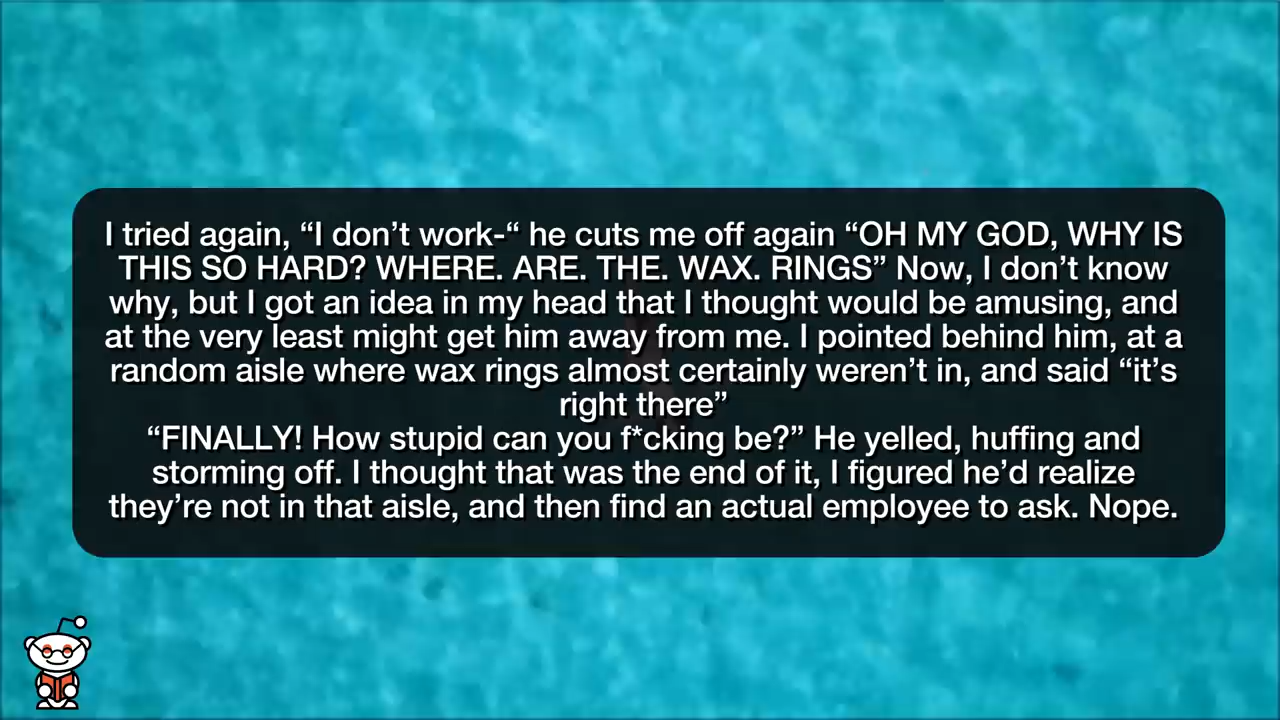 I tried again, “I don’t work-“ he cuts me off again “OH MY GOD, WHY IS
THIS SO HARD? WHERE. ARE. THE. WAX. RINGS” Now, I don’t know
why, but I got an idea in my head that I thought would be amusing, and
at the very least might get him away from me. I pointed behind him, at a
random aisle where wax rings almost certainly weren’t in, and said “it’s
right there”
“FINALLY! How stupid can you f*cking be?” He yelled, huffing and
storming off. I thought that was the end of it, I figured he’d realize
they’re not in that aisle, and then find an actual employee to ask. Nope.